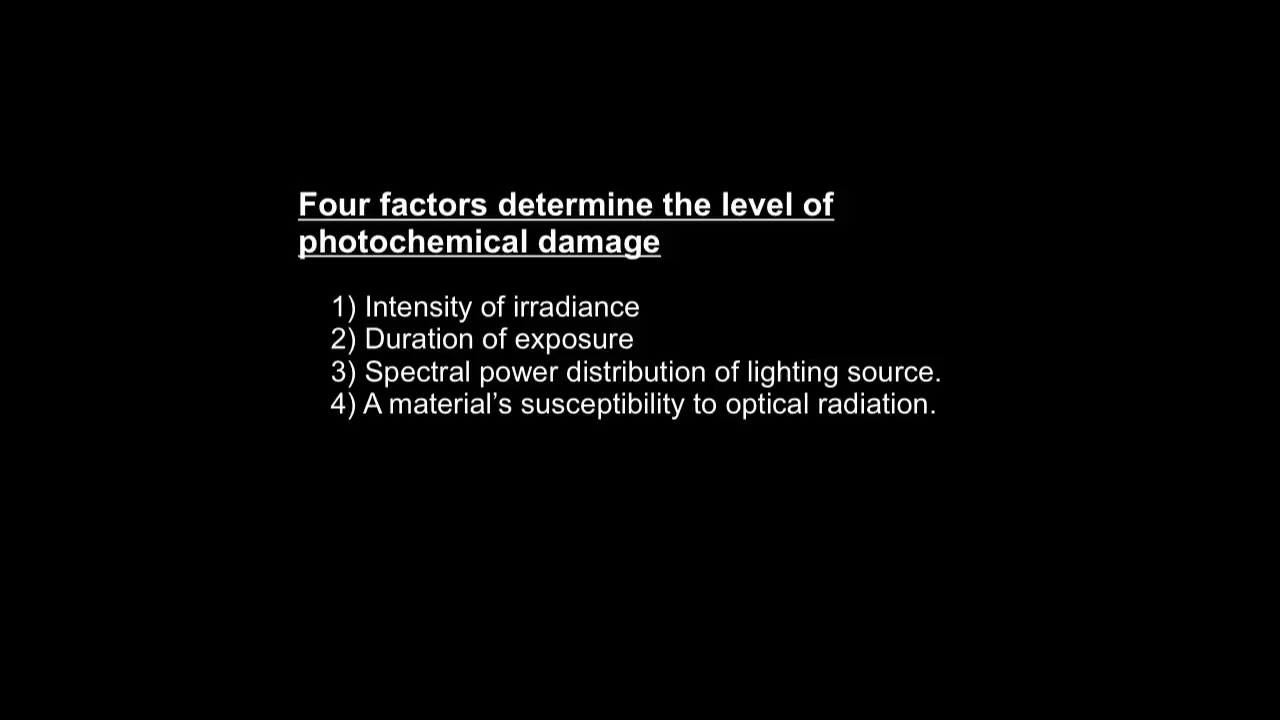 Four factors determine the level of
photochemical damage
1) Intensity of irradiance
2) Duration of exposure
3) Spectral power distribution of lighting source.
4) A material’s susceptibility to optical radiation.